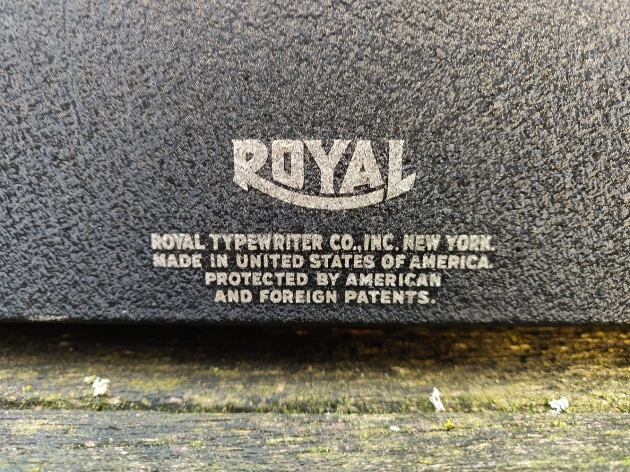 ROYAL
ROYAL TYPEWRITER CO., INC. NEW YORK.
MADE IN UNITED STATES OF AMERICA.
PROTECTED BY AMERICAN
AND FOREIGN PATENTS.